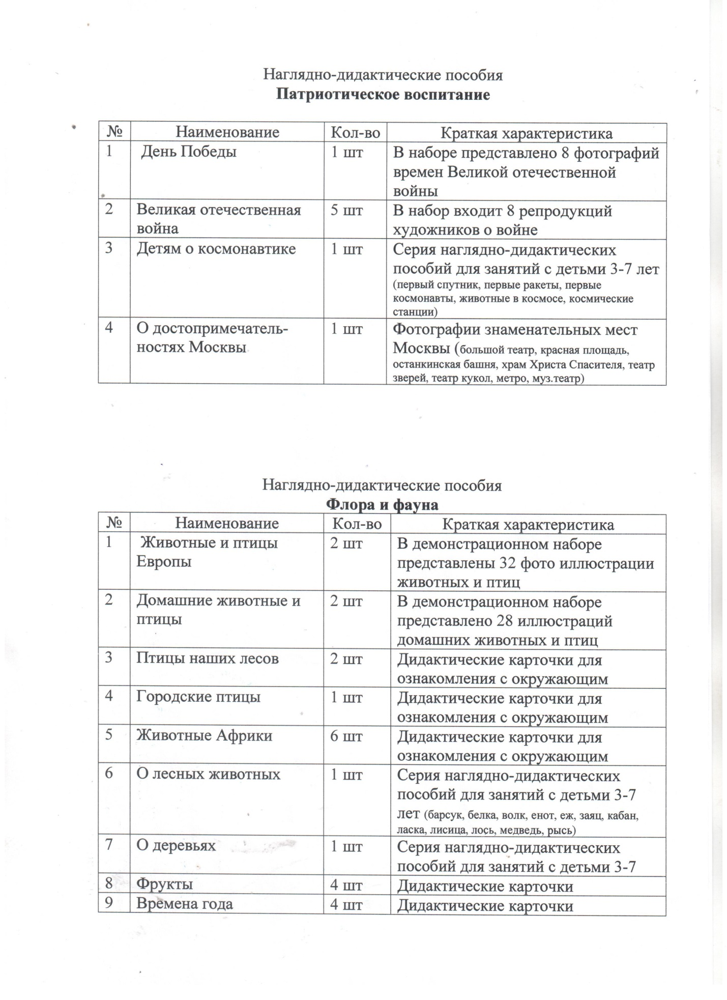 Наглядно-дидактические пособия
Патриотическое воспитание
№ Наименование Кол-во Краткая характеристика
1 День Победы 1 шт В наборе представлено 8 фотографий
времен Великой отечественной
войны
2 Великая отечественная 5 шт В набор входит 8 репродукций
война художников о войне
3 Детям о космонавтике 1 шт Серия наглядно-дидактических
пособий для занятий с детьми 3-7 лет
(первый спутник, первые ракеты, первые
космонавты, животные в космосе, космические
станции)
4 О достопримечатель- 1 шт Фотографии знаменательных мест
ностях Москвы Москвы (большой театр, красная площадь,
останкинская башня, храм Христа Спасителя, театр
зверей, театр кукол, метро, муз.театр)
Наглядно-дидактические пособия
Флора и фауна
№ Наименование Кол-во Краткая характеристика
1 Животные и птицы 2 шт В демонстрационном наборе
Европы представлены 32 фото иллюстрации
животных и птиц
2 Домашние животные и 2 шт В демонстрационном наборе
птицы представлено 28 иллюстраций
домашних животных и птиц
3 Птицы наших лесов 2 шт Дидактические карточки для
ознакомления с окружающим
4 Городские птицы 1 шт Дидактические карточки для
ознакомления с окружающим
5 Животные Африки 6 шт Дидактические карточки для
ознакомления с окружающим
6 О лесных животных 1 шт Серия наглядно-дидактических
пособий для занятий с детьми 3-7
лет (барсук, белка, волк, енот, еж, заяц, кабан,
ласка, лисица, лось, медведь, рысь)
7 О деревьях 1 шт Серия наглядно-дидактических
пособий для занятий с детьми 3-7
8 Фрукты 4 шт Дидактические карточки
9 Времена года 4 шт Дидактические карточки